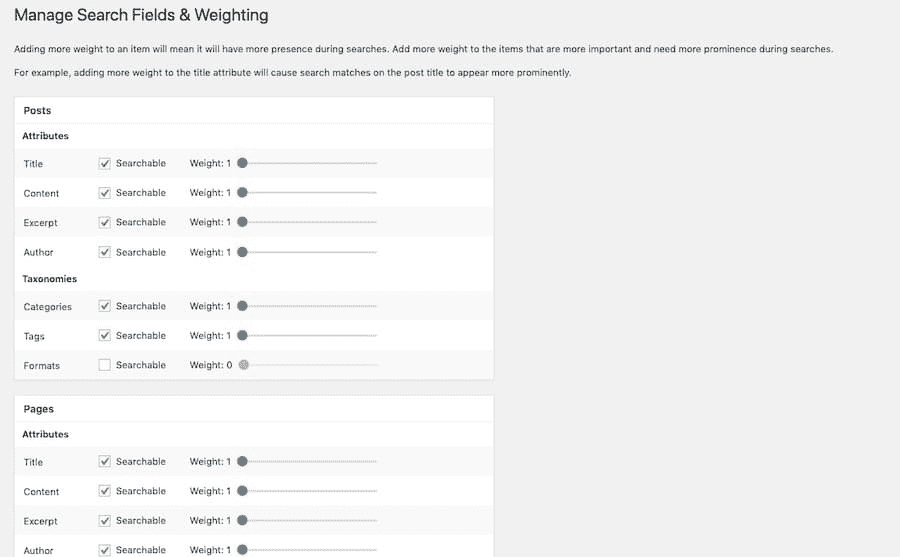 Manage Search Fields & Weighting
Adding more weight to an item will mean it will have more presence during searches. Add more weight to the items that are more important and need more prominence during searches.
For example, adding more weight to the title attribute will cause search matches on the post title to appear more prominently.
Posts
Attributes
Title Searchable Weight: 1
Content Searchable Weight: 1
Excerpt Searchable Weight: 1
Author Searchable Weight: 1
Taxonomies
Categories Searchable Weight: 1
Tags Searchable Weight: 1
Formats Searchable Weight: 0
Pages
Attributes
Title Searchable Weight: 1
Content Searchable Weight: 1
Excerpt Searchable Weight: 1
Author Searchable Weight: 1